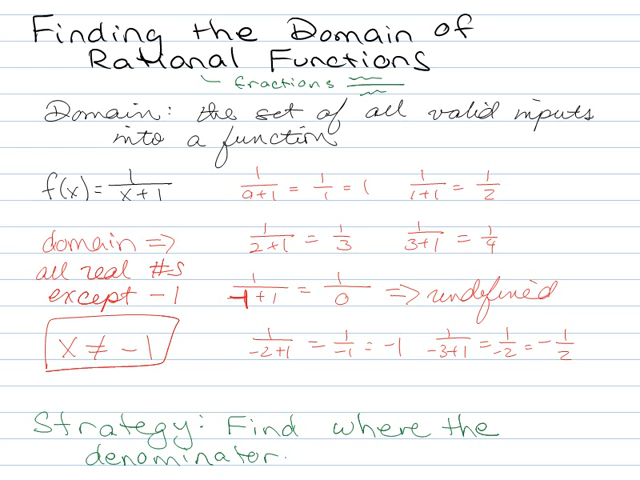 Finding the Domain of
Rational Functions
fractions
Domain: the set of all valid inputs
into a function
f(x) = 1/(x+1)   1/(0+1) = 1/1 = 1   1/(1+1) = 1/2
domain ⇒   1/(2+1) = 1/3   1/(3+1) = 1/4
all real #s
except -1   1/(-1+1) = 1/0 ⇒ undefined
x ≠ -1   1/(-2+1) = 1/-1 = -1   1/(-3+1) = 1/-2 = -1/2
Strategy: Find where the
denominator.